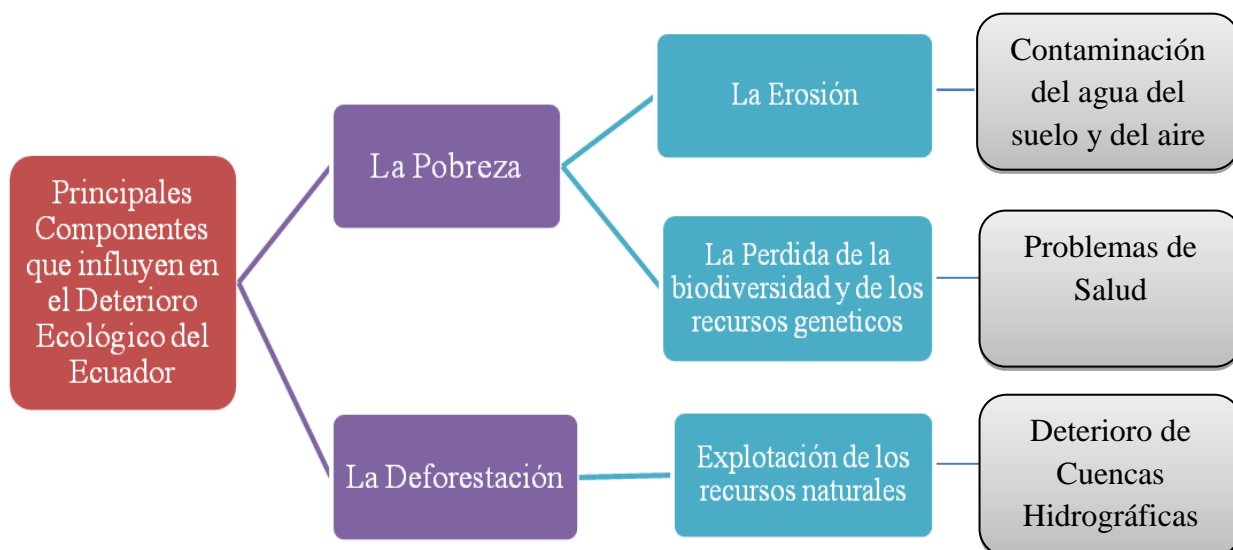 Principales
Componentes
que influyen en
el Deterioro
Ecológico del
Ecuador
La Pobreza
La Erosión
Contaminación
del agua del
suelo y del aire
La Perdida de la
biodiversidad y de los
recursos geneticos
Problemas de
Salud
La Deforestación
Explotación de los
recursos naturales
Deterioro de
Cuencas
Hidrográficas